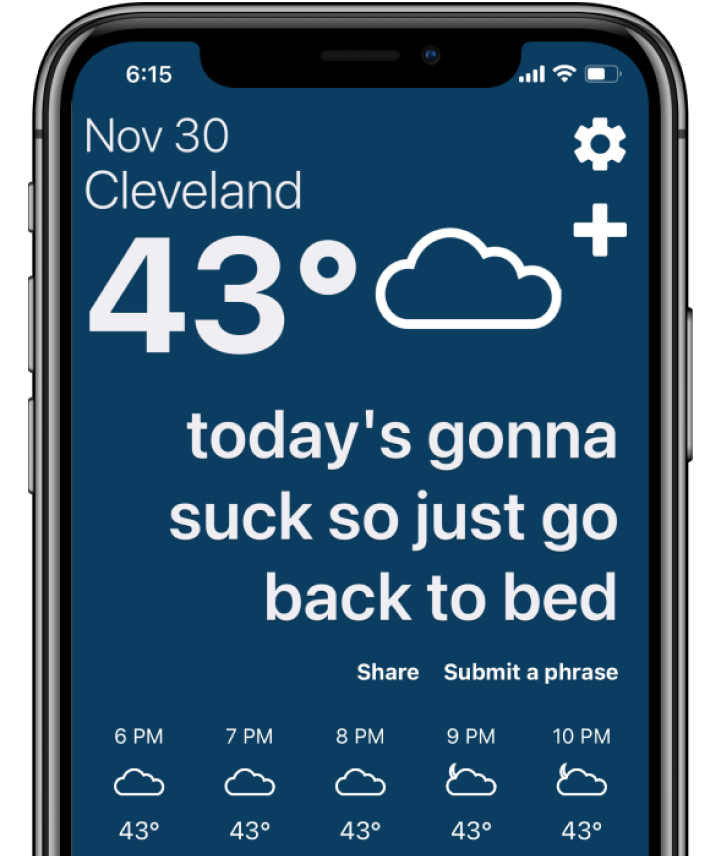 6:15
Nov 30
Cleveland
43°
today's gonna
suck so just go
back to bed
Share Submit a phrase
6 PM 7 PM 8 PM 9 PM 10 PM
43° 43° 43° 43° 43°